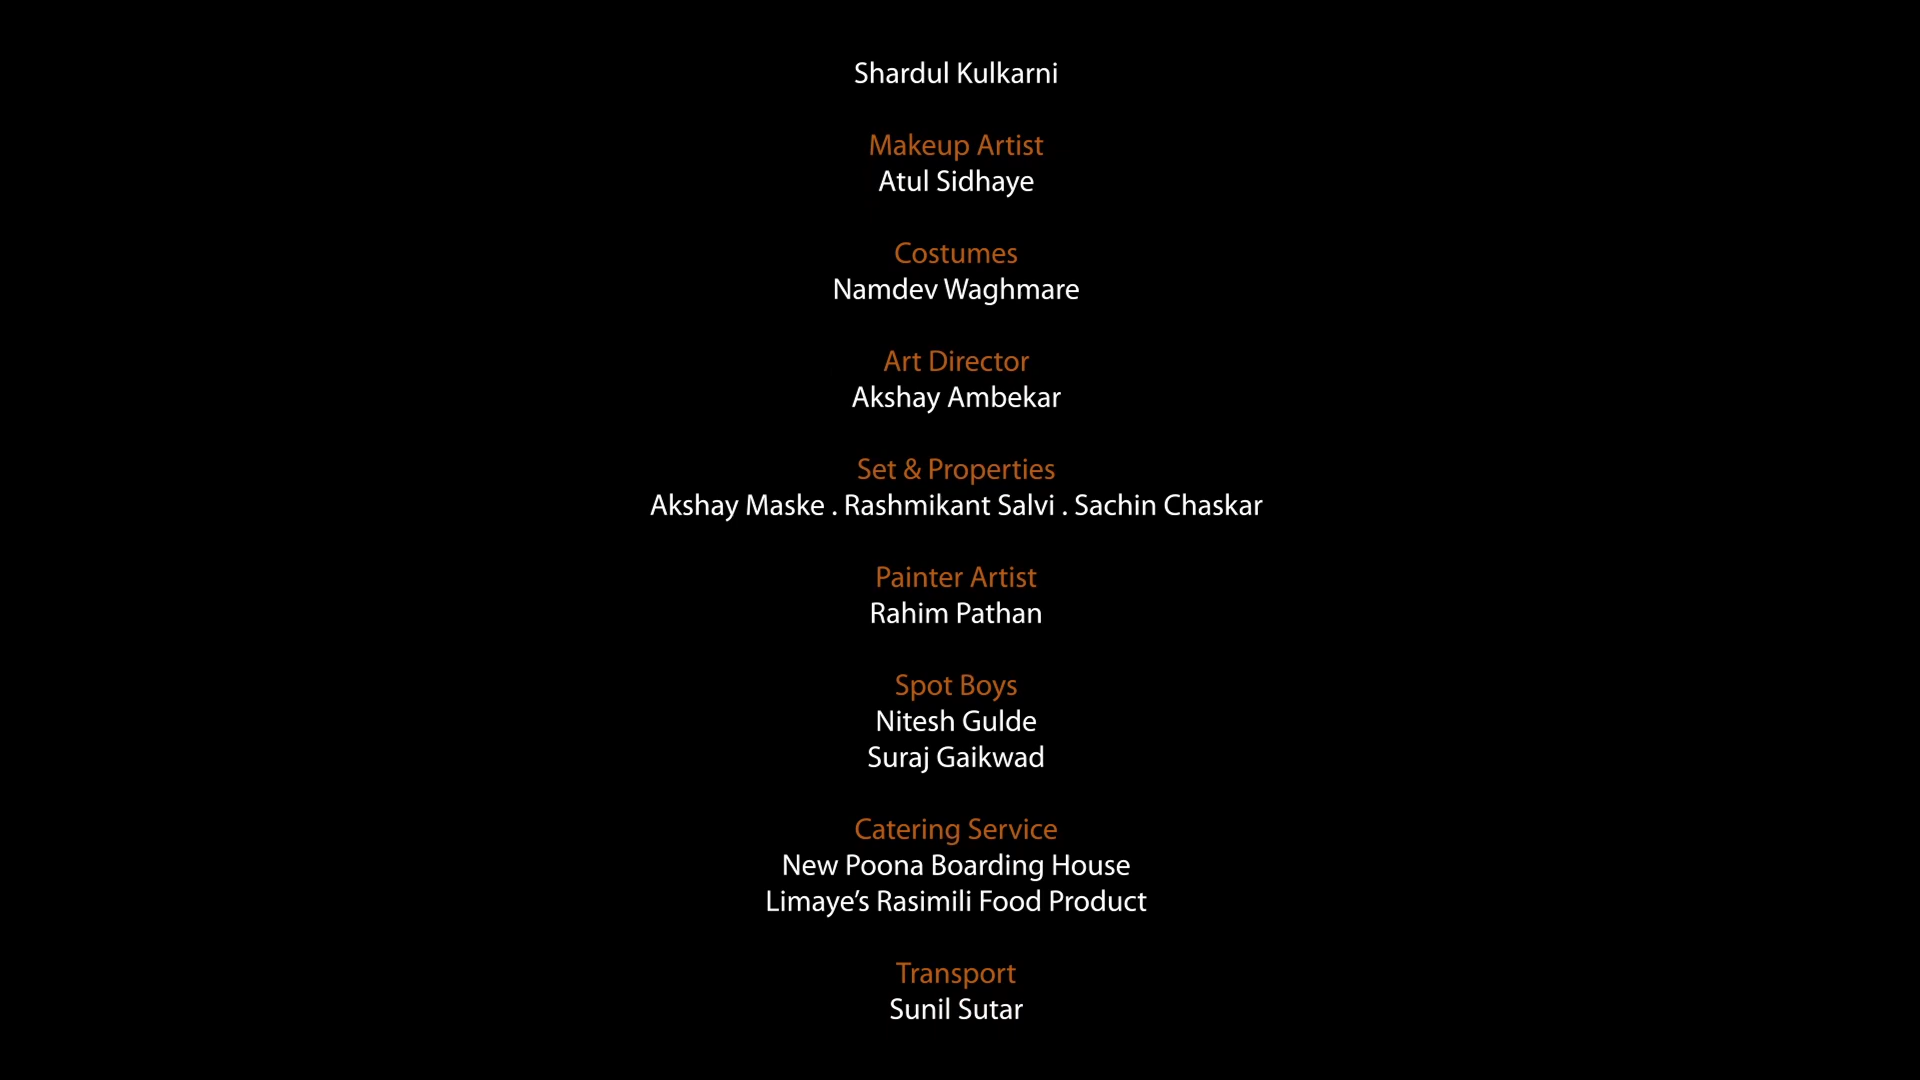 Shardul Kulkarni
Makeup Artist
Atul Sidhaye
Costumes
Namdev Waghmare
Art Director
Akshay Ambekar
Set & Properties
Akshay Maske . Rashmikant Salvi . Sachin Chaskar
Painter Artist
Rahim Pathan
Spot Boys
Nitesh Gulde
Suraj Gaikwad
Catering Service
New Poona Boarding House
Limaye’s Rasimili Food Product
Transport
Sunil Sutar